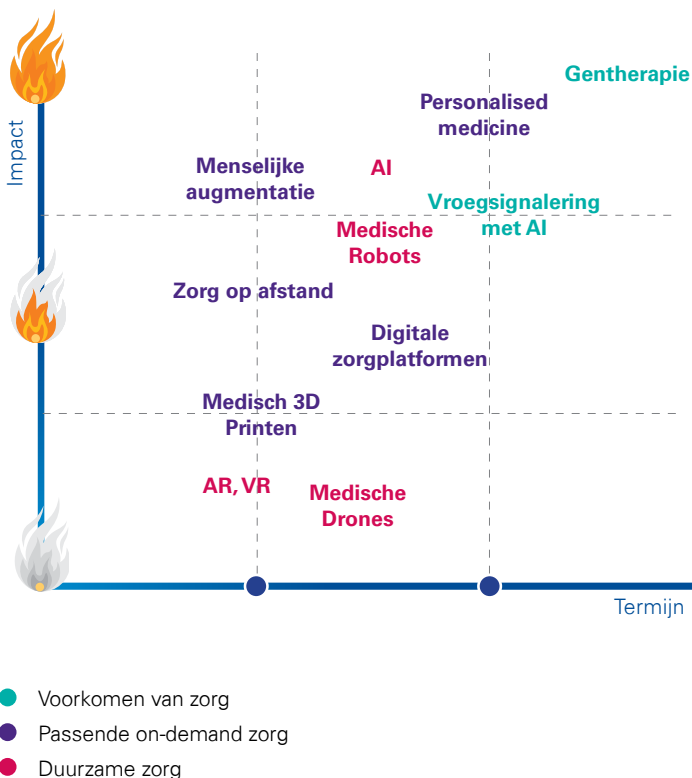 Gentherapie
Personalised
medicine
Impact
Menselijke
augmentatie
AI
Vroegsignalering
met AI
Medische
Robots
Zorg op afstand
Digitale
zorgplatformen
Medisch 3D
Printen
AR, VR
Medische
Drones
Termijn
Voorkomen van zorg
Passende on-demand zorg
Duurzame zorg